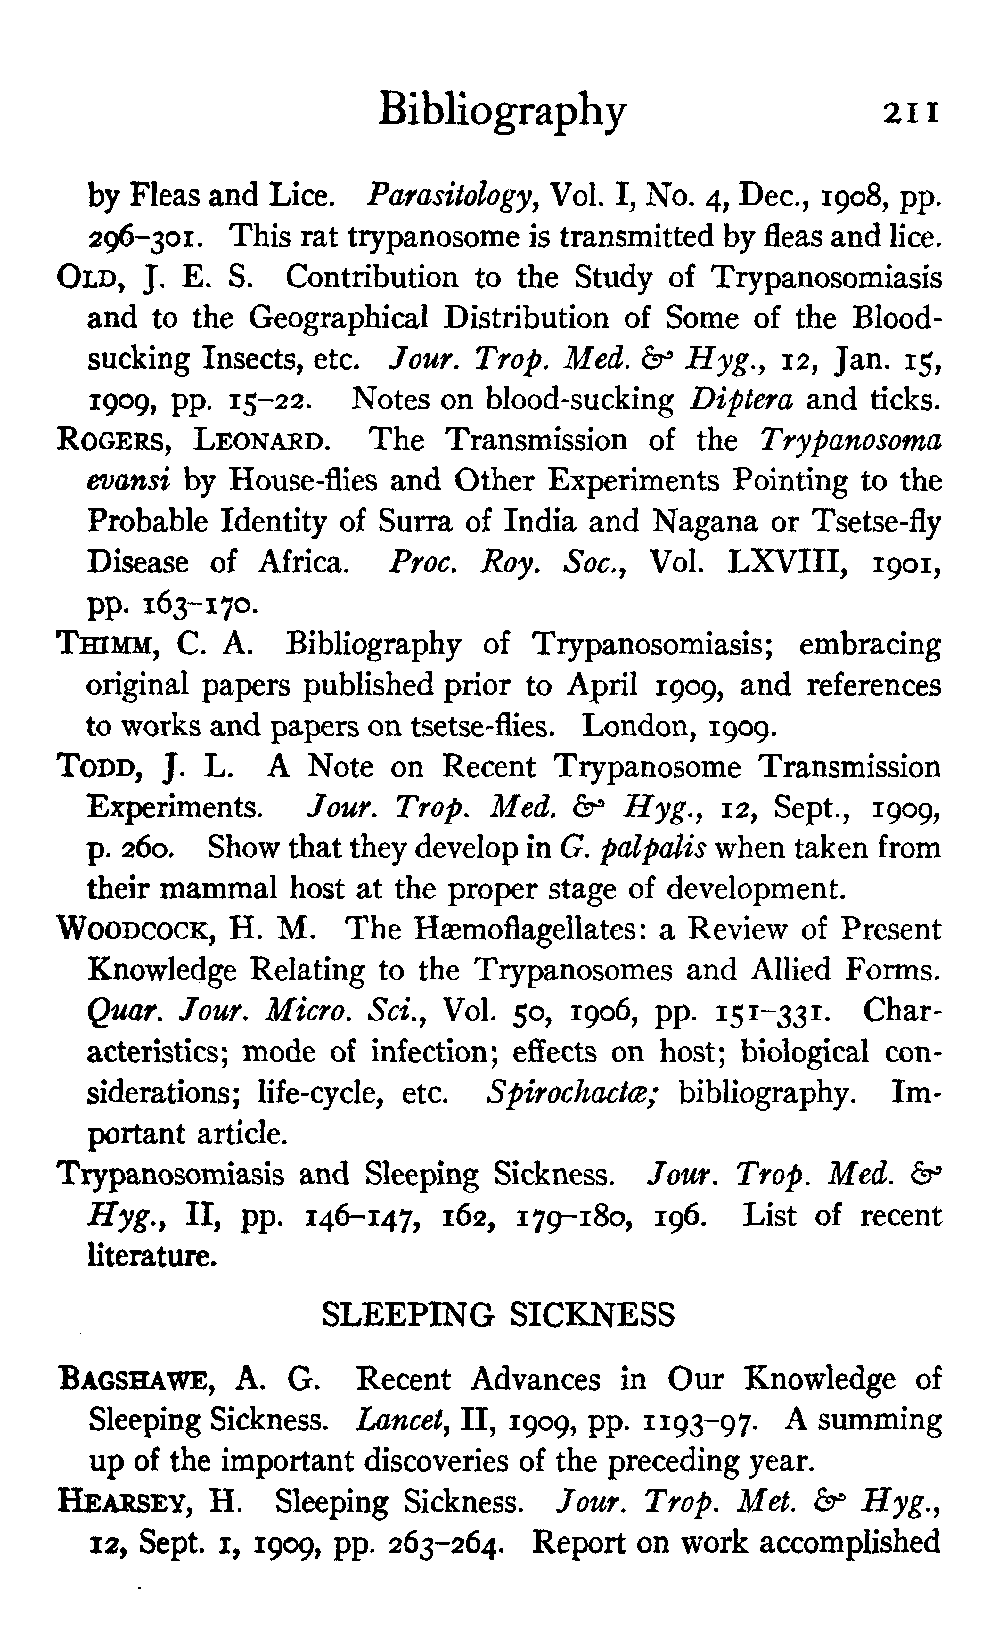 Bibliography 211
by Fleas and Lice. Parasitology, Vol. I, No. 4, Dec., 1908, pp.
296–301. This rat trypanosome is transmitted by fleas and lice.
OLD, J. E. S. Contribution to the Study of Trypanosomiasis
and to the Geographical Distribution of Some of the Blood-
sucking Insects, etc. Jour. Trop. Med. & Hyg., 12, Jan. 15,
1909, pp. 15–22. Notes on blood-sucking Diptera and ticks.
ROGERS, LEONARD. The Transmission of the Trypanosoma
evansi by House-flies and Other Experiments Pointing to the
Probable Identity of Surra of India and Nagana or Tsetse-fly
Disease of Africa. Proc. Roy. Soc., Vol. LXVIII, 1901,
pp. 163–170.
THIMM, C. A. Bibliography of Trypanosomiasis; embracing
original papers published prior to April 1909, and references
to works and papers on tsetse-flies. London, 1909.
TODD, J. L. A Note on Recent Trypanosome Transmission
Experiments. Jour. Trop. Med. & Hyg., 12, Sept., 1909,
p. 260. Show that they develop in G. palpalis when taken from
their mammal host at the proper stage of development.
WOODCOCK, H. M. The Hæmoflagellates: a Review of Present
Knowledge Relating to the Trypanosomes and Allied Forms.
Quar. Jour. Micro. Sci., Vol. 50, 1906, pp. 151–331. Char-
acteristics; mode of infection; effects on host; biological con-
siderations; life-cycle, etc. Spirochactæ; bibliography. Im-
portant article.
Trypanosomiasis and Sleeping Sickness. Jour. Trop. Med. &
Hyg., II, pp. 146–147, 162, 179–180, 196. List of recent
literature.
SLEEPING SICKNESS
BAGSHAWE, A. G. Recent Advances in Our Knowledge of
Sleeping Sickness. Lancet, II, 1909, pp. 1193–97. A summing
up of the important discoveries of the preceding year.
HEARSEY, H. Sleeping Sickness. Jour. Trop. Met. & Hyg.,
12, Sept. 1, 1909, pp. 263–264. Report on work accomplished